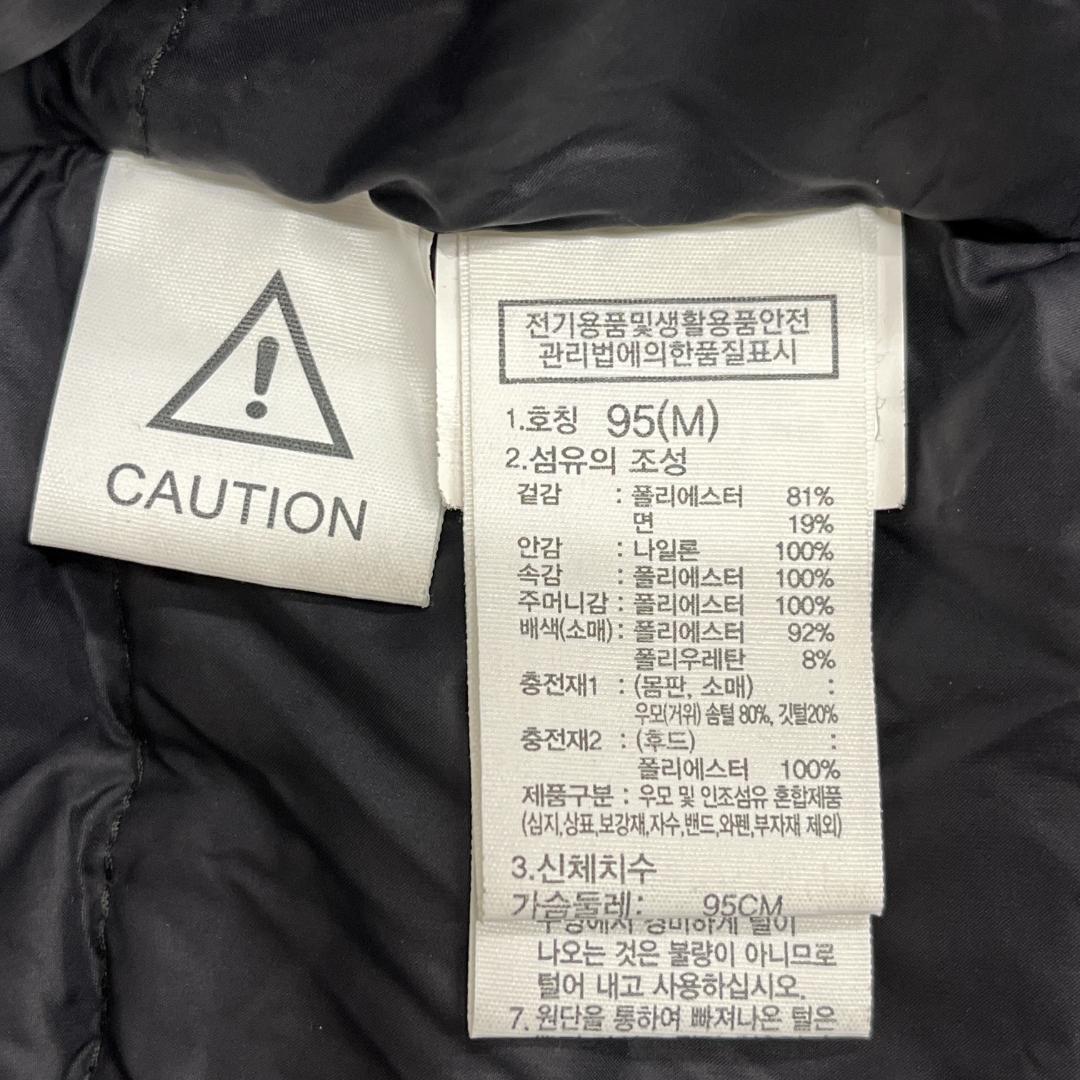 CAUTION
전기용품및생활용품안전
관리법에의한품질표시
1.호칭 95(M)
2.섬유의 조성
겉감 : 폴리에스터 81%
면 19%
안감 : 나일론 100%
속감 : 폴리에스터 100%
주머니감 : 폴리에스터 100%
배색(소매) : 폴리에스터 92%
폴리우레탄 8%
충전재1 : (몸판, 소매) :
우모(거위) 솜털 80%, 깃털20%
충전재2 : (후드) :
폴리에스터 100%
제품구분 : 우모 및 인조섬유 혼합제품
(심지,상표,보강재,자수,밴드,와펜,부자재 제외)
3.신체치수
가슴둘레: 95CM
털이
나오는 것은 불량이 아니므로
털어 내고 사용하십시오.
7. 원단을 통하여 빠져나온 털은